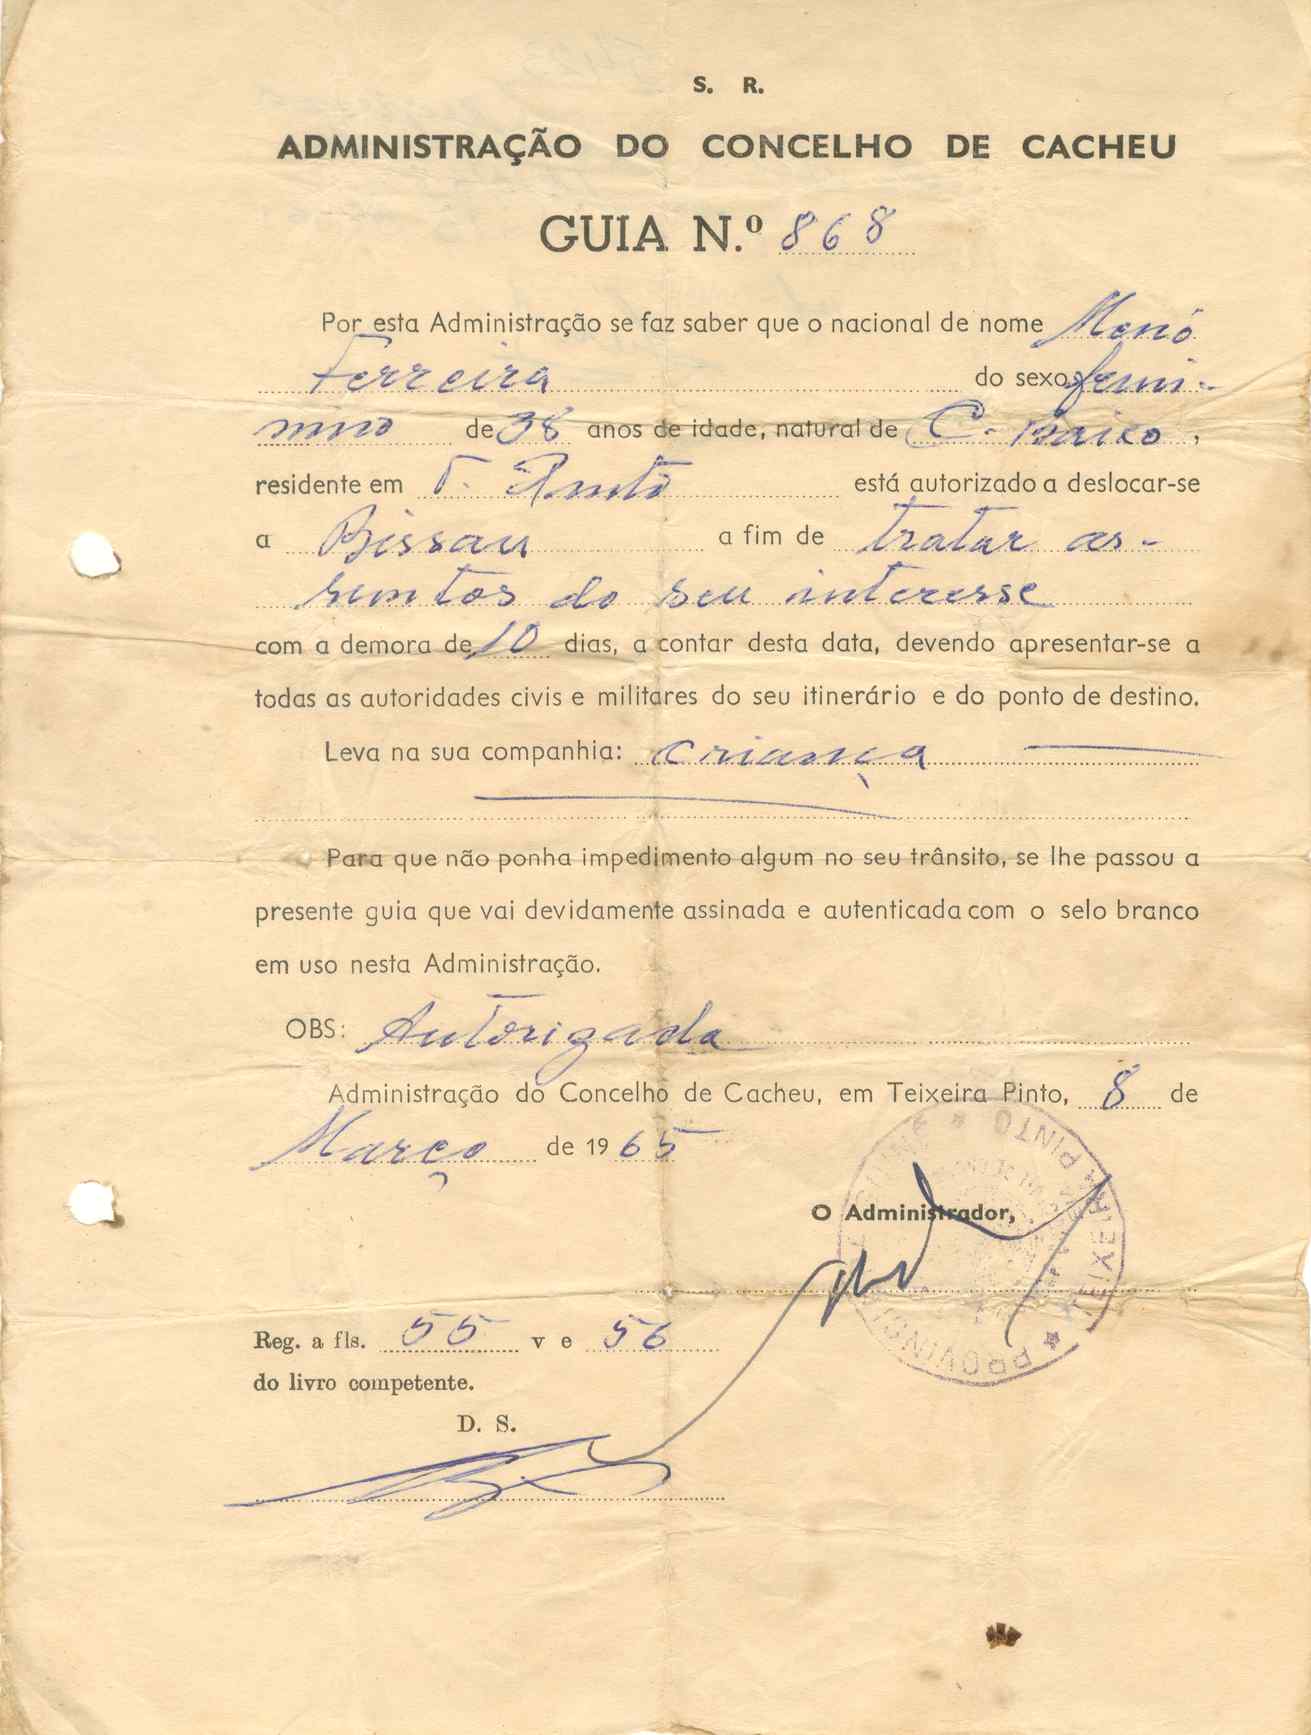 S. R.
ADMINISTRAÇÃO DO CONCELHO DE CACHEU
GUIA N.º 868
Por esta Administração se faz saber que o nacional de nome
Ferreira do sexo femi-
nino de 38 anos de idade, natural de C. Baixo,
residente em T. Pinto está autorizado a deslocar-se
a Bissau a fim de tratar as-
suntos do seu interesse
com a demora de 10 dias, a contar desta data, devendo apresentar-se a
todas as autoridades civis e militares do seu itinerário e do ponto de destino.
Leva na sua companhia: criança
Para que não ponha impedimento algum no seu trânsito, se lhe passou a
presente guia que vai devidamente assinada e autenticada com o selo branco
em uso nesta Administração.
OBS: Autorizada
Administração do Concelho de Cacheu, em Teixeira Pinto, 8 de
Março de 1965
O Administrador,
TEIXEIRA PINTO
Reg. a fls. 55 v e 56
do livro competente.
D. S.